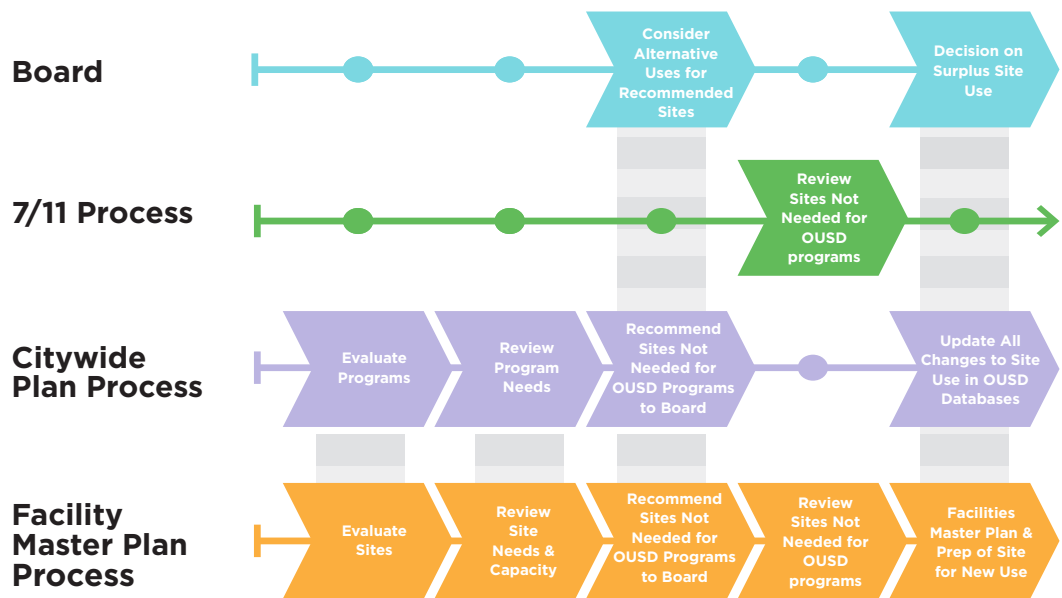 Board
Consider
Alternative
Uses for
Recommended
Sites
Decision on
Surplus Site
Use
7/11 Process
Review
Sites Not
Needed for
OUSD
programs
Citywide
Plan Process
Evaluate
Programs
Review
Program
Needs
Recommend
Sites Not
Needed for
OUSD Programs
to Board
Update All
Changes to Site
Use in OUSD
Databases
Facility
Master Plan
Process
Evaluate
Sites
Review
Site
Needs &
Capacity
Recommend
Sites Not
Needed for
OUSD Programs
to Board
Review
Sites Not
Needed for
OUSD
programs
Facilities
Master Plan &
Prep of Site
for New Use